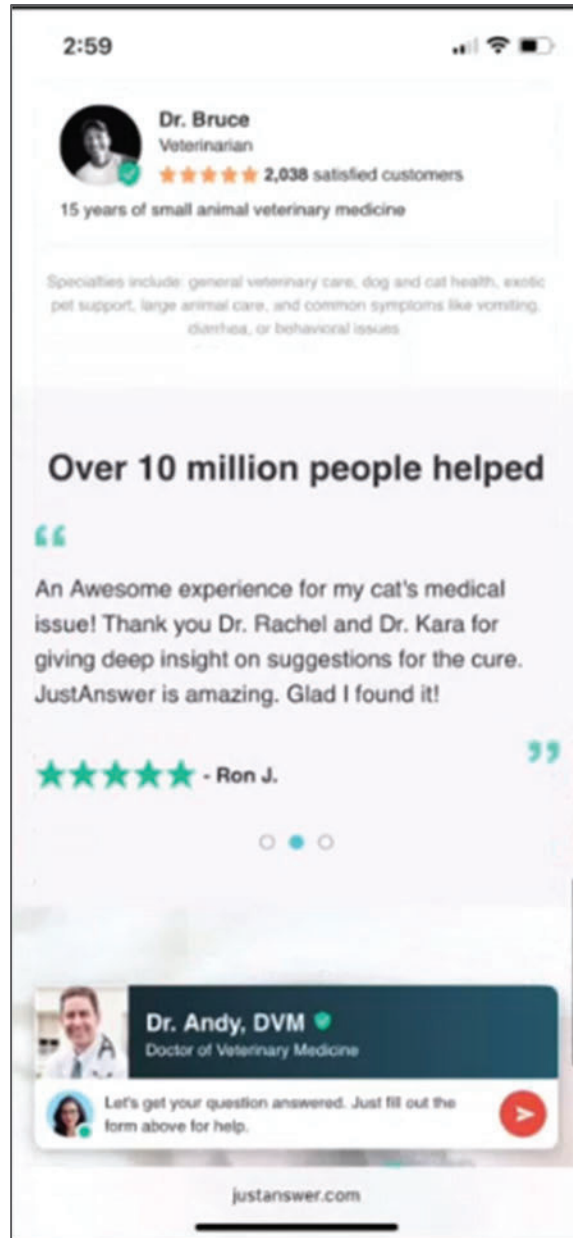 2:59
Dr. Bruce
Veterinarian
2,038 satisfied customers
15 years of small animal veterinary medicine
Specialties include: general veterinary care, dog and cat health, exotic
pet support, large animal care, and common symptoms like vomiting,
diarrhea, or behavioral issues
Over 10 million people helped
“
An Awesome experience for my cat's medical
issue! Thank you Dr. Rachel and Dr. Kara for
giving deep insight on suggestions for the cure.
JustAnswer is amazing. Glad I found it!
”
- Ron J.
Dr. Andy, DVM
Doctor of Veterinary Medicine
Let's get your question answered. Just fill out the
form above for help.
justanswer.com